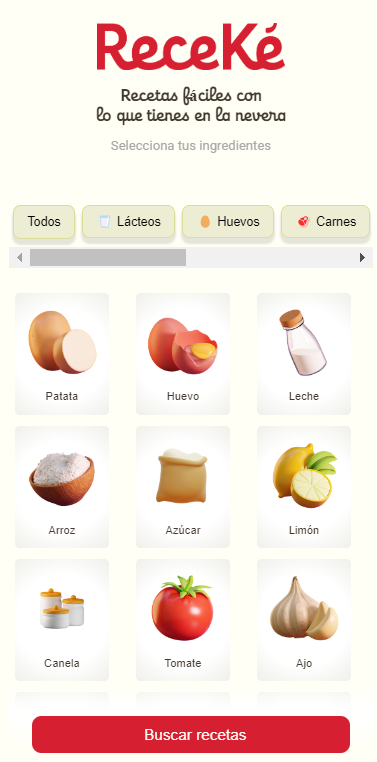 ReceKé
Recetas fáciles con
lo que tienes en la nevera
Selecciona tus ingredientes
Todos Lácteos Huevos Carnes
Patata Huevo Leche
Arroz Azúcar Limón
Canela Tomate Ajo
Buscar recetas